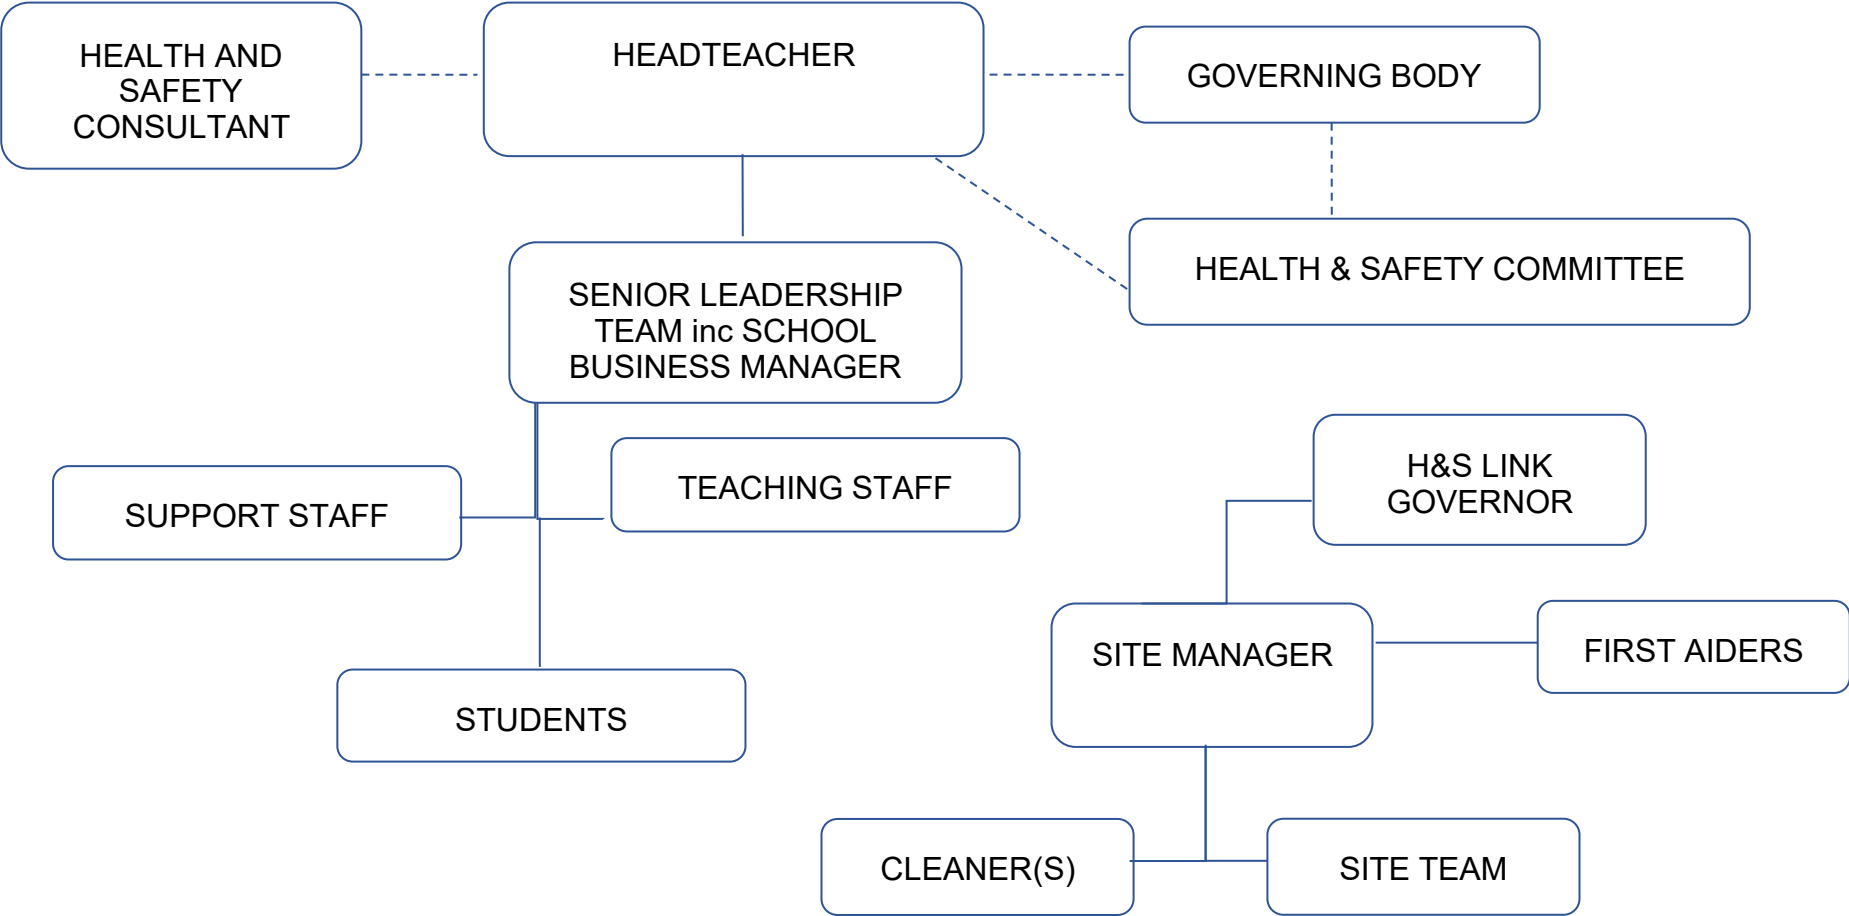 HEALTH AND
SAFETY
CONSULTANT
HEADTEACHER
GOVERNING BODY
HEALTH & SAFETY COMMITTEE
SENIOR LEADERSHIP
TEAM inc SCHOOL
BUSINESS MANAGER
SUPPORT STAFF
TEACHING STAFF
H&S LINK
GOVERNOR
STUDENTS
SITE MANAGER
FIRST AIDERS
CLEANER(S)
SITE TEAM